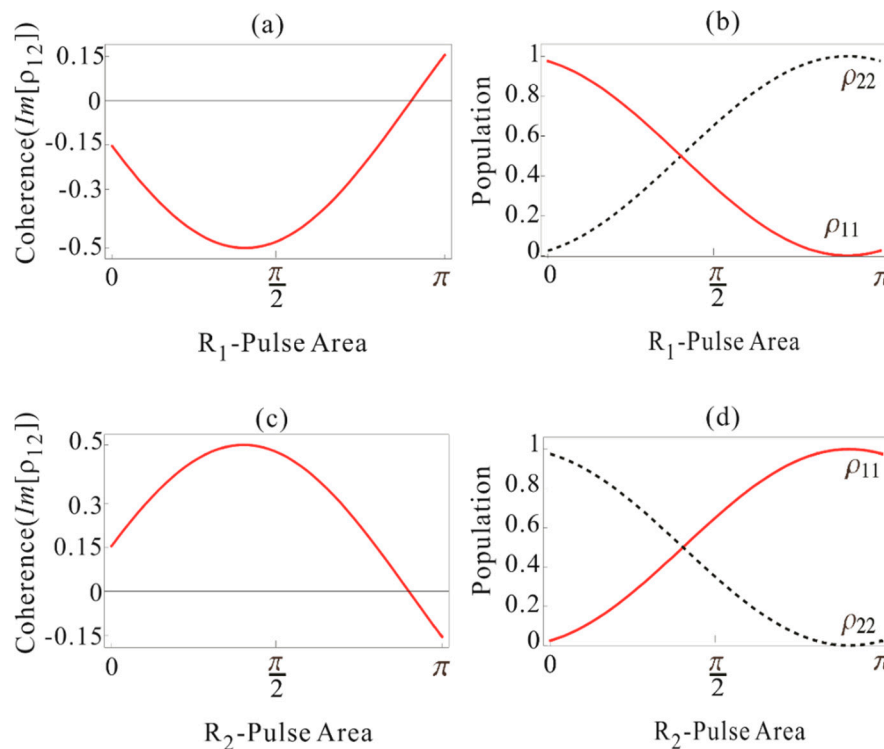 (a)
Coherence(Im[ρ12])
0.15
0
-0.15
-0.3
-0.5
0
π/2
π
R1-Pulse Area
(b)
Population
1
0.8
0.6
0.4
0.2
0
ρ22
ρ11
0
π/2
π
R1-Pulse Area
(c)
Coherence(Im[ρ12])
0.5
0.3
0.15
0
-0.15
0
π/2
π
R2-Pulse Area
(d)
Population
1
0.8
0.6
0.4
0.2
0
ρ11
ρ22
0
π/2
π
R2-Pulse Area